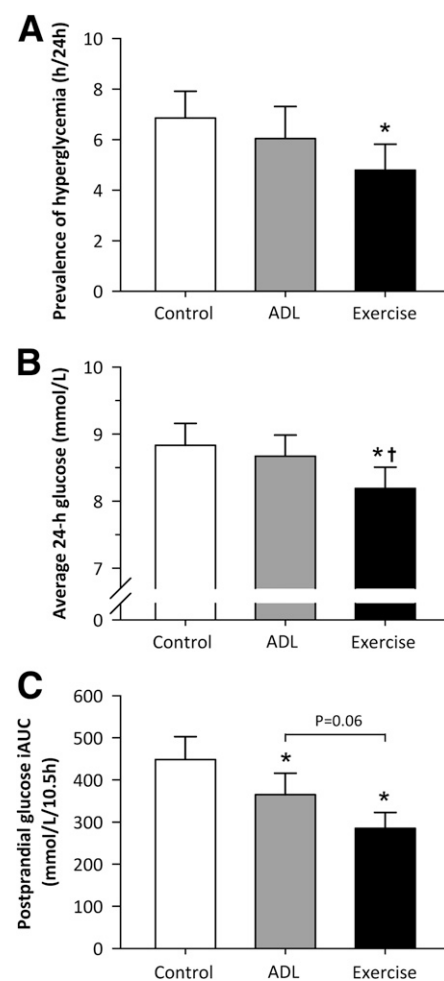 A
Prevalence of hyperglycemia (h/24h)
10
8
6
4
2
0
*
Control ADL Exercise
B
Average 24-h glucose (mmol/L)
10
9
8
7
0
*†
Control ADL Exercise
C
Postprandial glucose iAUC
(mmol/L/10.5h)
600
500
400
300
200
100
0
P=0.06
*
*
Control ADL Exercise